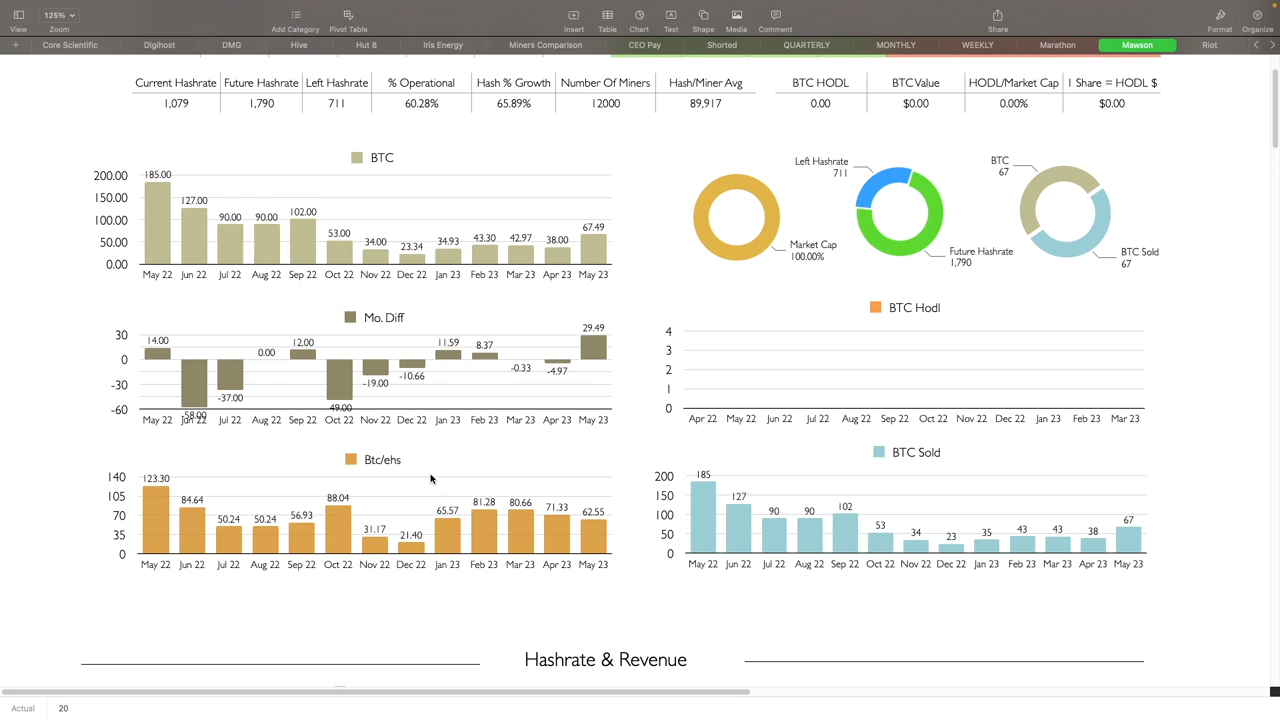 125%
View
Zoom
Add Category
Pivot Table
Insert
Table
Chart
Text
Shape
Media
Comment
Share
Format
Organize
Core Scientific
Digihost
DMG
Hive
Hut 8
Iris Energy
Miners Comparison
CEO Pay
Shorted
QUARTERLY
MONTHLY
WEEKLY
Marathon
Mawson
Riot
Current Hashrate Future Hashrate Left Hashrate % Operational Hash % Growth Number Of Miners Hash/Miner Avg
1,079 1,790 711 60.28% 65.89% 12000 89,917
BTC HODL BTC Value HODL/Market Cap 1 Share = HODL $
0.00 $0.00 0.00% $0.00
BTC
200.00
150.00
100.00
50.00
0.00
185.00 127.00 90.00 90.00 102.00 53.00 34.00 23.34 34.93 43.30 42.97 38.00 67.49
May 22 Jun 22 Jul 22 Aug 22 Sep 22 Oct 22 Nov 22 Dec 22 Jan 23 Feb 23 Mar 23 Apr 23 May 23
Market Cap
100.00%
Left Hashrate
711
Future Hashrate
1,790
BTC
67
BTC Sold
67
Mo. Diff
30
0
-30
-60
14.00 -58.00 -37.00 0.00 12.00 -49.00 -19.00 -10.66 11.59 8.37 -0.33 -4.97 29.49
May 22 Jun 22 Jul 22 Aug 22 Sep 22 Oct 22 Nov 22 Dec 22 Jan 23 Feb 23 Mar 23 Apr 23 May 23
BTC Hodl
4
3
2
1
0
Apr 22 May 22 Jun 22 Jul 22 Aug 22 Sep 22 Oct 22 Nov 22 Dec 22 Jan 23 Feb 23 Mar 23
Btc/ehs
140
105
70
35
0
123.30 84.64 50.24 50.24 56.93 88.04 31.17 21.40 65.57 81.28 80.66 71.33 62.55
May 22 Jun 22 Jul 22 Aug 22 Sep 22 Oct 22 Nov 22 Dec 22 Jan 23 Feb 23 Mar 23 Apr 23 May 23
BTC Sold
200
150
100
50
0
185 127 90 90 102 53 34 23 35 43 43 38 67
May 22 Jun 22 Jul 22 Aug 22 Sep 22 Oct 22 Nov 22 Dec 22 Jan 23 Feb 23 Mar 23 Apr 23 May 23
Hashrate & Revenue
Actual 20